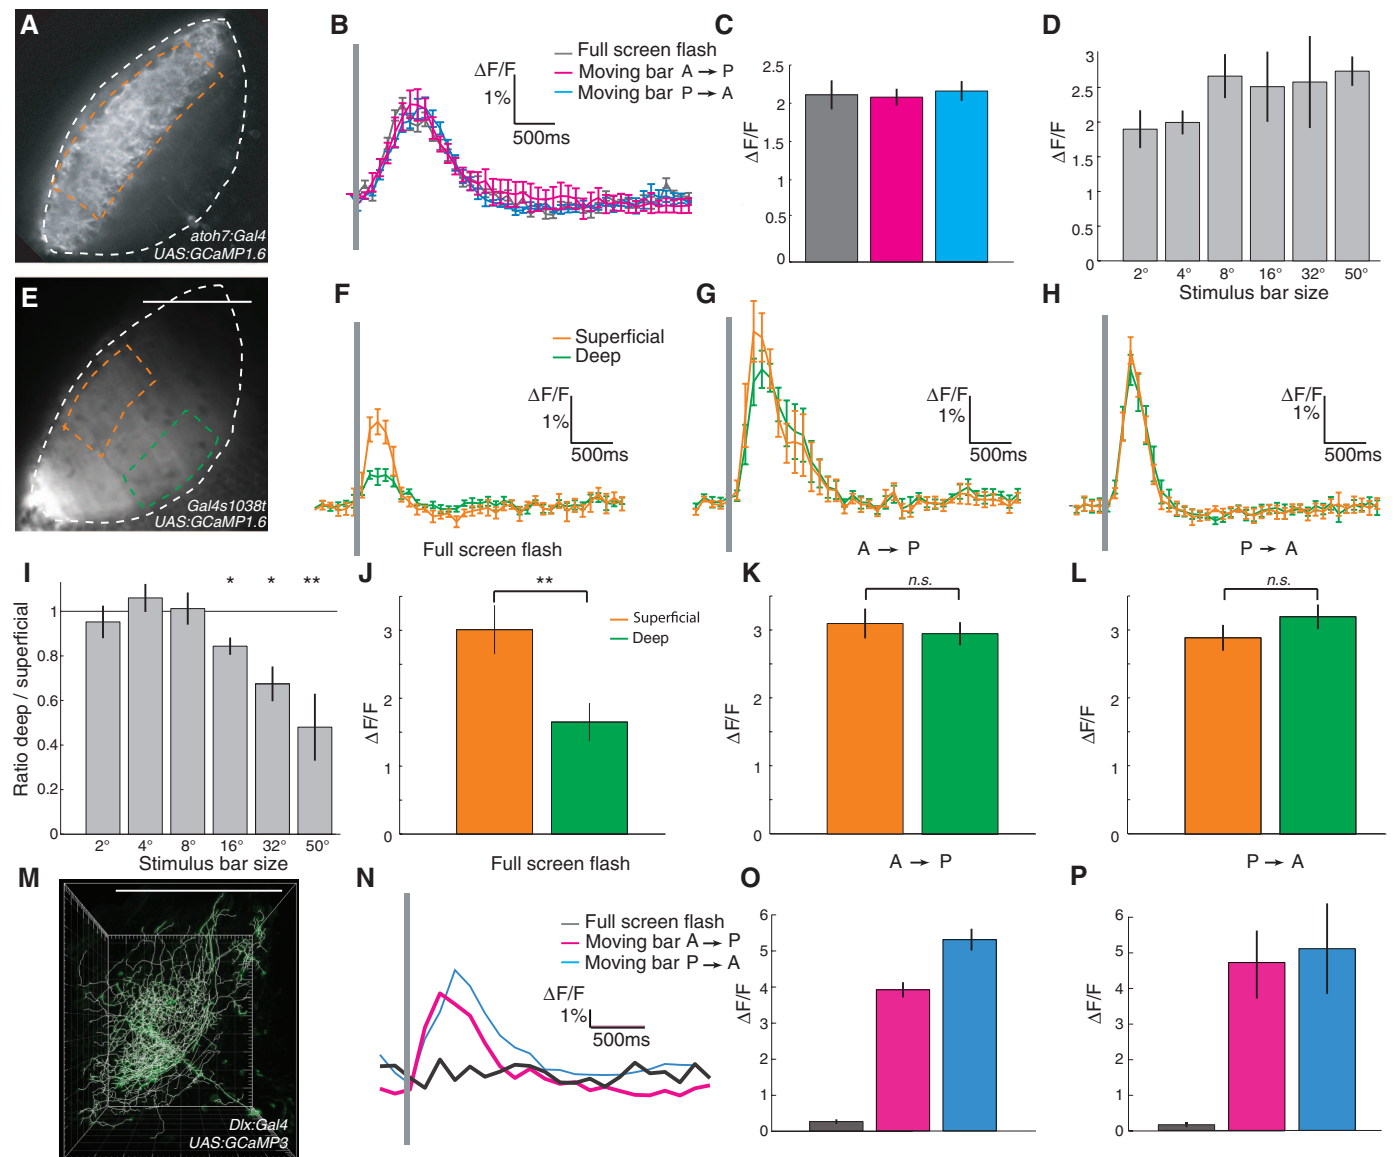 A
atoh7:Gal4
UAS:GCaMP1.6
B
ΔF/F
1%
500ms
Full screen flash
Moving bar A → P
Moving bar P → A
C
ΔF/F
2.5
2
1.5
1
0.5
0
D
ΔF/F
3
2.5
2
1.5
1
0.5
0
2° 4° 8° 16° 32° 50°
Stimulus bar size
E
Gal4s1038t
UAS:GCaMP1.6
F
Superficial
Deep
ΔF/F
1%
500ms
Full screen flash
G
ΔF/F
1%
500ms
A → P
H
ΔF/F
1%
500ms
P → A
I
Ratio deep / superficial
* * **
1
0.8
0.6
0.4
0.2
0
2° 4° 8° 16° 32° 50°
Stimulus bar size
J
**
Superficial
Deep
ΔF/F
3
2
1
0
Full screen flash
K
n.s.
ΔF/F
3
2
1
0
A → P
L
n.s.
ΔF/F
3
2
1
0
P → A
M
Dlx:Gal4
UAS:GCaMP3
N
Full screen flash
Moving bar A → P
Moving bar P → A
ΔF/F
1%
500ms
O
ΔF/F
6
5
4
3
2
1
0
P
ΔF/F
6
5
4
3
2
1
0